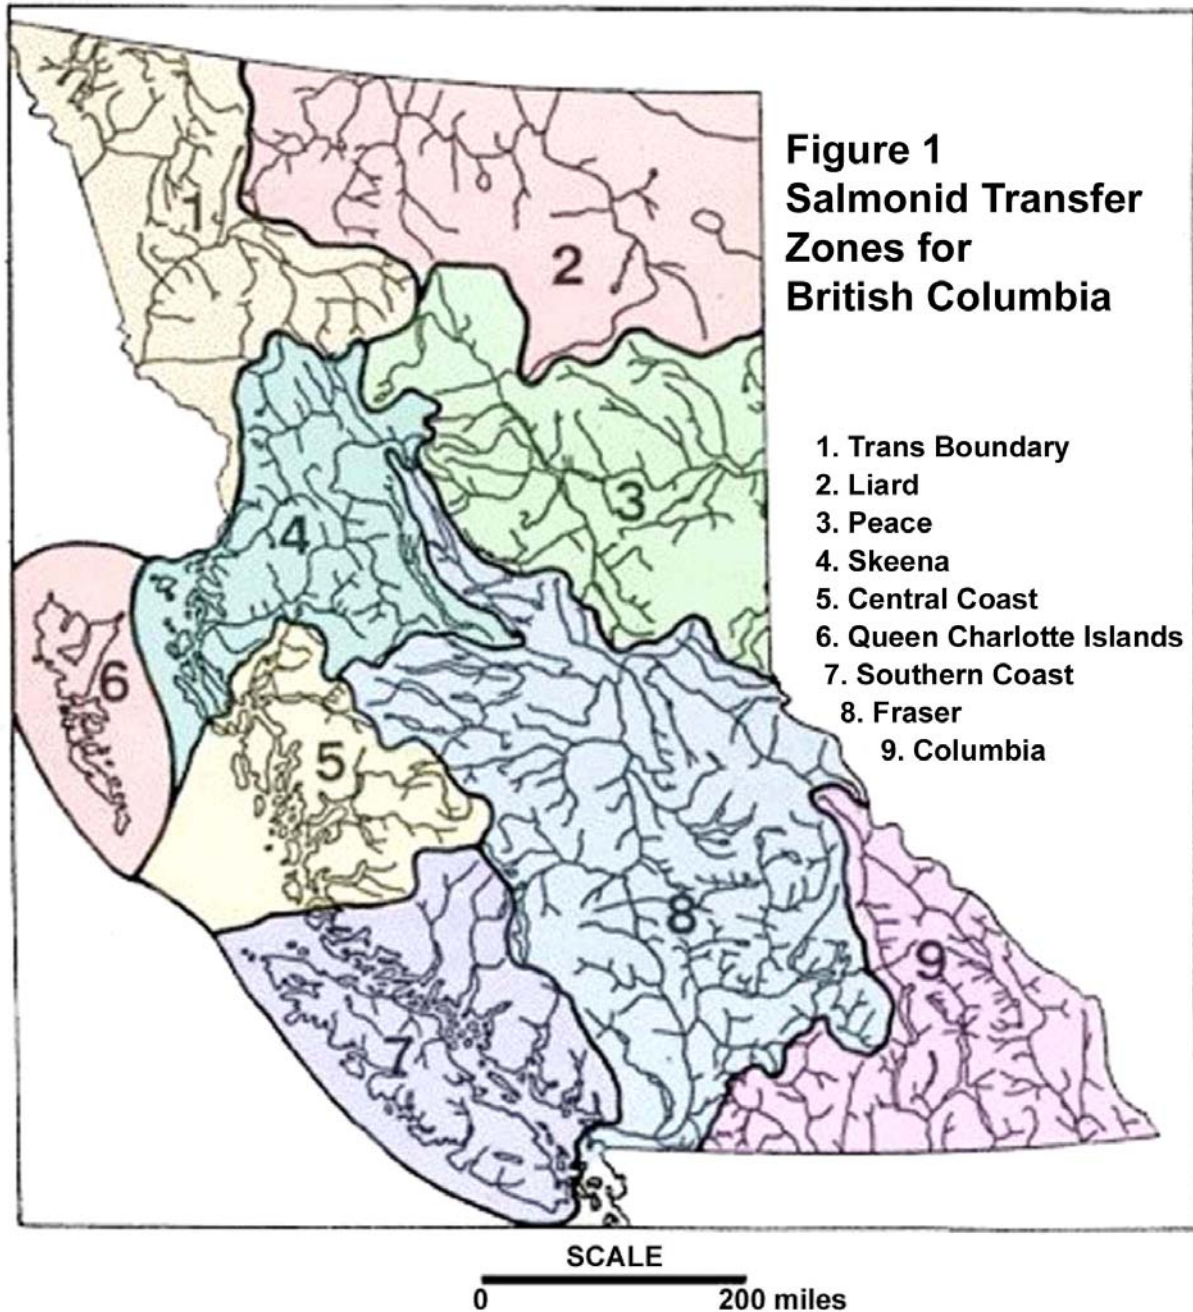 Figure 1
Salmonid Transfer
Zones for
British Columbia
1
2
3
4
5
6
7
8
9
1. Trans Boundary
2. Liard
3. Peace
4. Skeena
5. Central Coast
6. Queen Charlotte Islands
7. Southern Coast
8. Fraser
9. Columbia
SCALE
0 200 miles